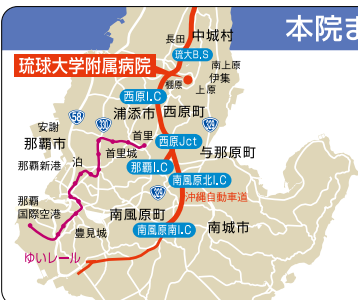 本院ま
長田
中城村
琉大B,S
琉球大学附属病院
南上原
伊集
棚原
上原
西原I.C
西原町
浦添市
58
330
329
安謝
首里
西原Jct
那覇市
与那原町
泊
首里城
那覇新港
那覇I.C
南風原北I.C
329
沖縄自動車道
那覇
国際空港
南風原町
豊見城
南風原南I.C
南城市
ゆいレール